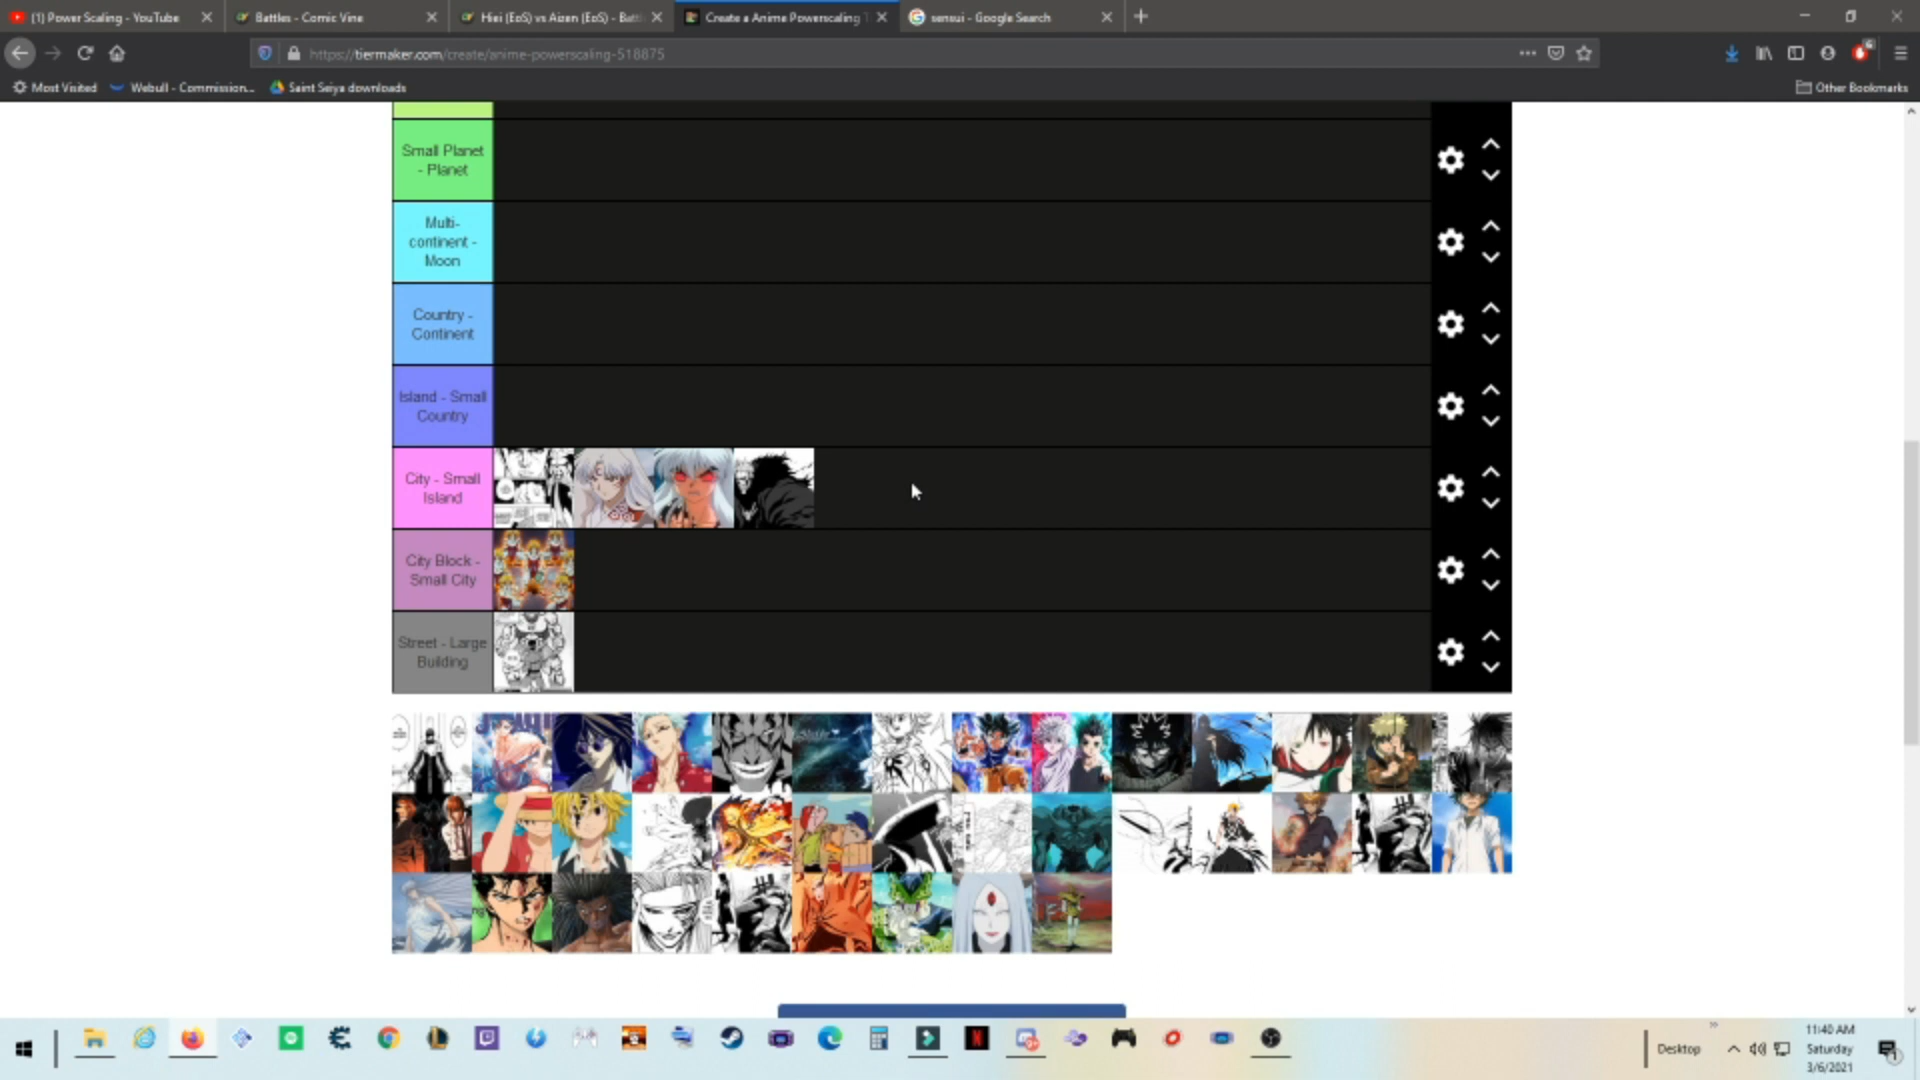 (1) Power Scaling - YouTube
Battles - Comic Vine
Hiei (EoS) vs Aizen (EoS) - Batt
Create a Anime Powerscaling T
sensui - Google Search
https://tiermaker.com/create/anime-powerscaling-518875
6
Most Visited
Webull - Commission...
Saint Seiya downloads
Other Bookmarks
Small Planet
- Planet
Multi-
continent -
Moon
Country -
Continent
Island - Small
Country
City - Small
Island
City Block -
Small City
Street - Large
Building
Desktop
11:40 AM
Saturday
3/6/2021
1